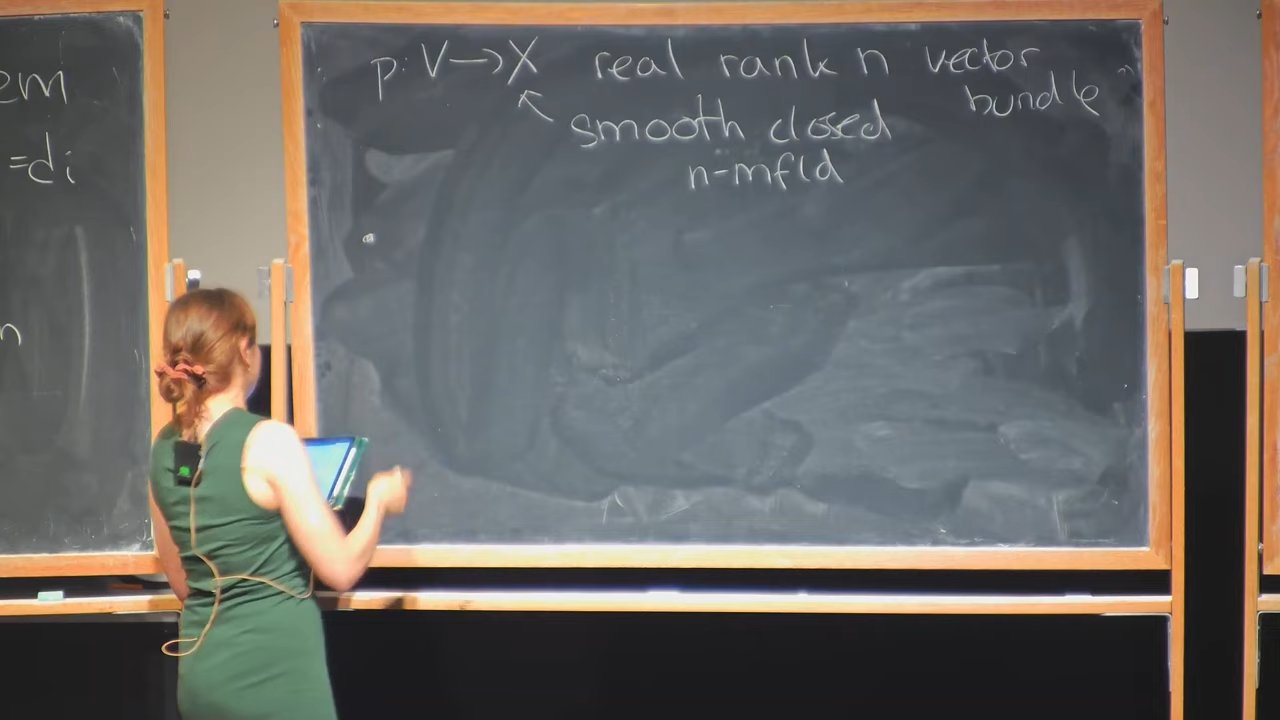 em
=di
n
p: V→X real rank n vector
bundle
↖ smooth closed
n-mfld